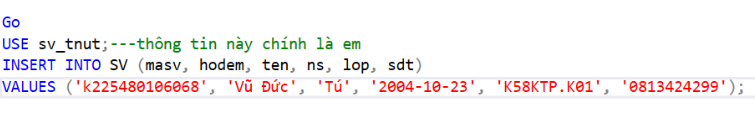 Go
USE sv_tnut;---thông tin này chính là em
INSERT INTO SV (masv, hodem, ten, ns, lop, sdt)
VALUES ('k225480106068', 'Vũ Đức', 'Tú', '2004-10-23', 'K58KTP.K01', '0813424299');